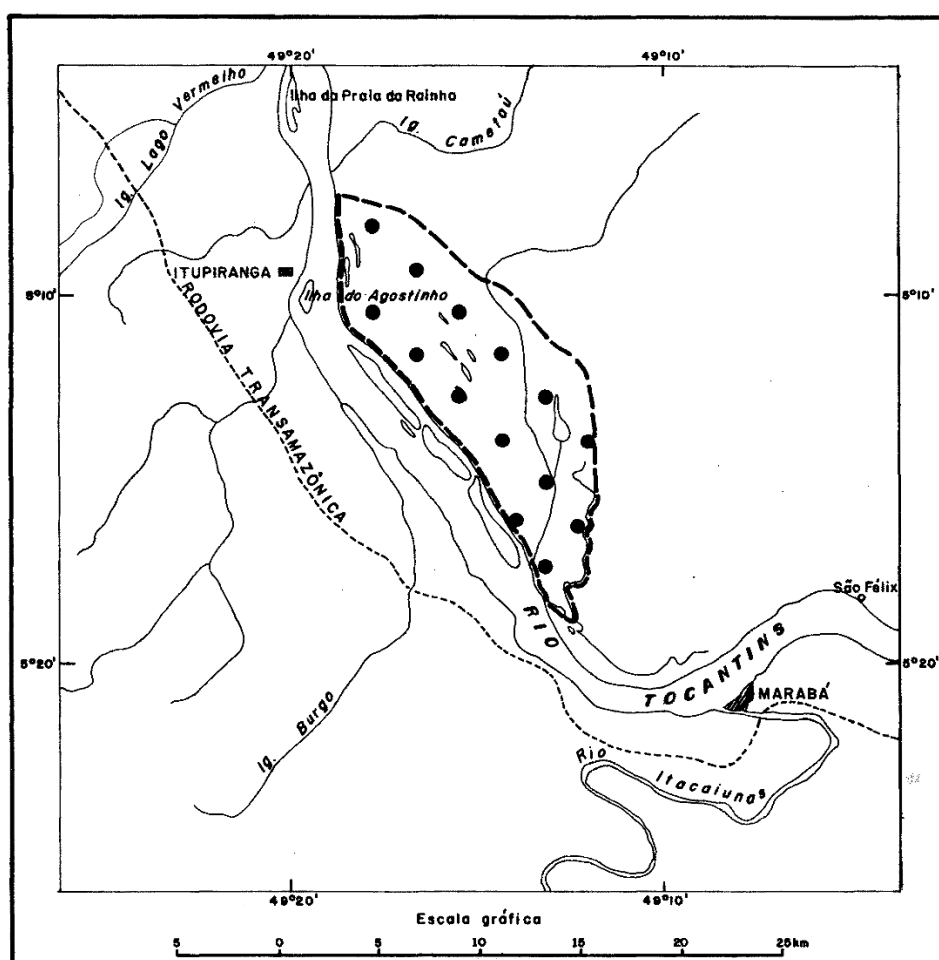 49°20'
49°10'
Ilha da Praia da Rainha
Ig. Lago Vermelho
Ig. Cametaú
ITUPIRANGA
5°10'
Ilha do Agostinho
5°10'
RODOVIA TRANSAMAZÔNICA
São Félix
RIO TOCANTINS
5°20'
5°20'
MARABÁ
Ig. Burgo
Rio Itacaiunas
49°20'
49°10'
Escala gráfica
5 0 5 10 15 20 25km